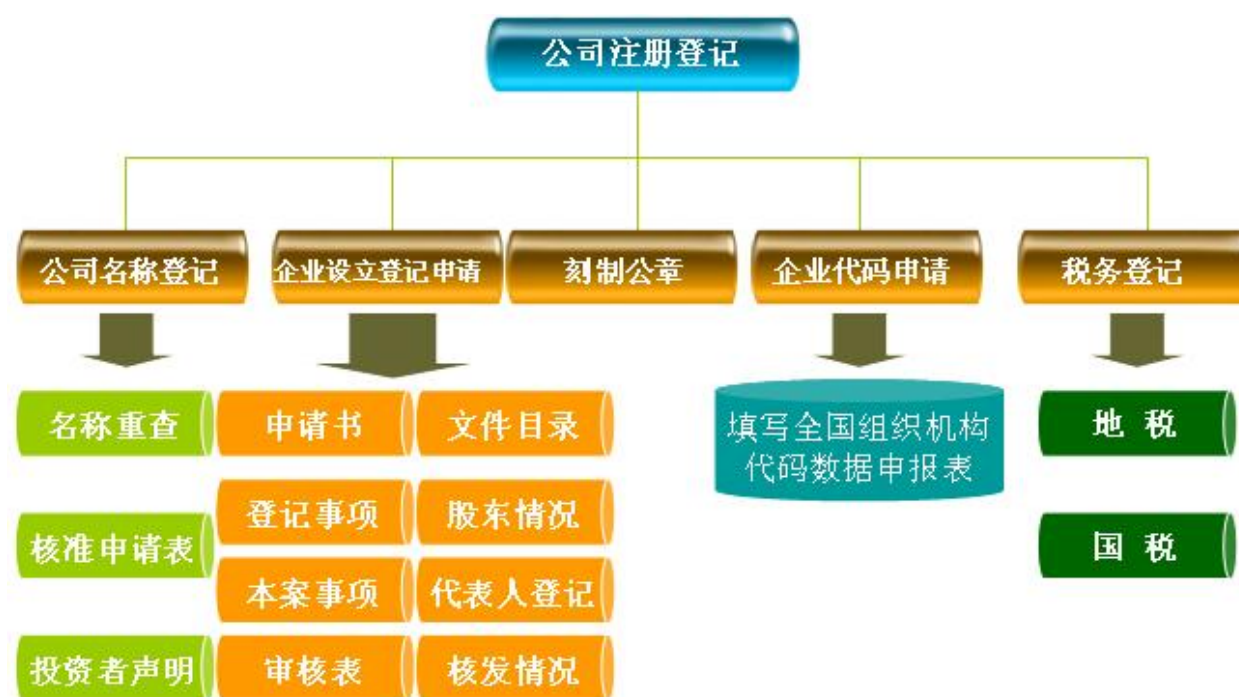 公司注册登记
公司名称登记
企业设立登记申请
刻制公章
企业代码申请
税务登记
名称重查
申请书
文件目录
填写全国组织机构
代码数据申报表
地 税
登记事项
股东情况
核准申请表
国 税
本案事项
代表人登记
投资者声明
审核表
核发情况